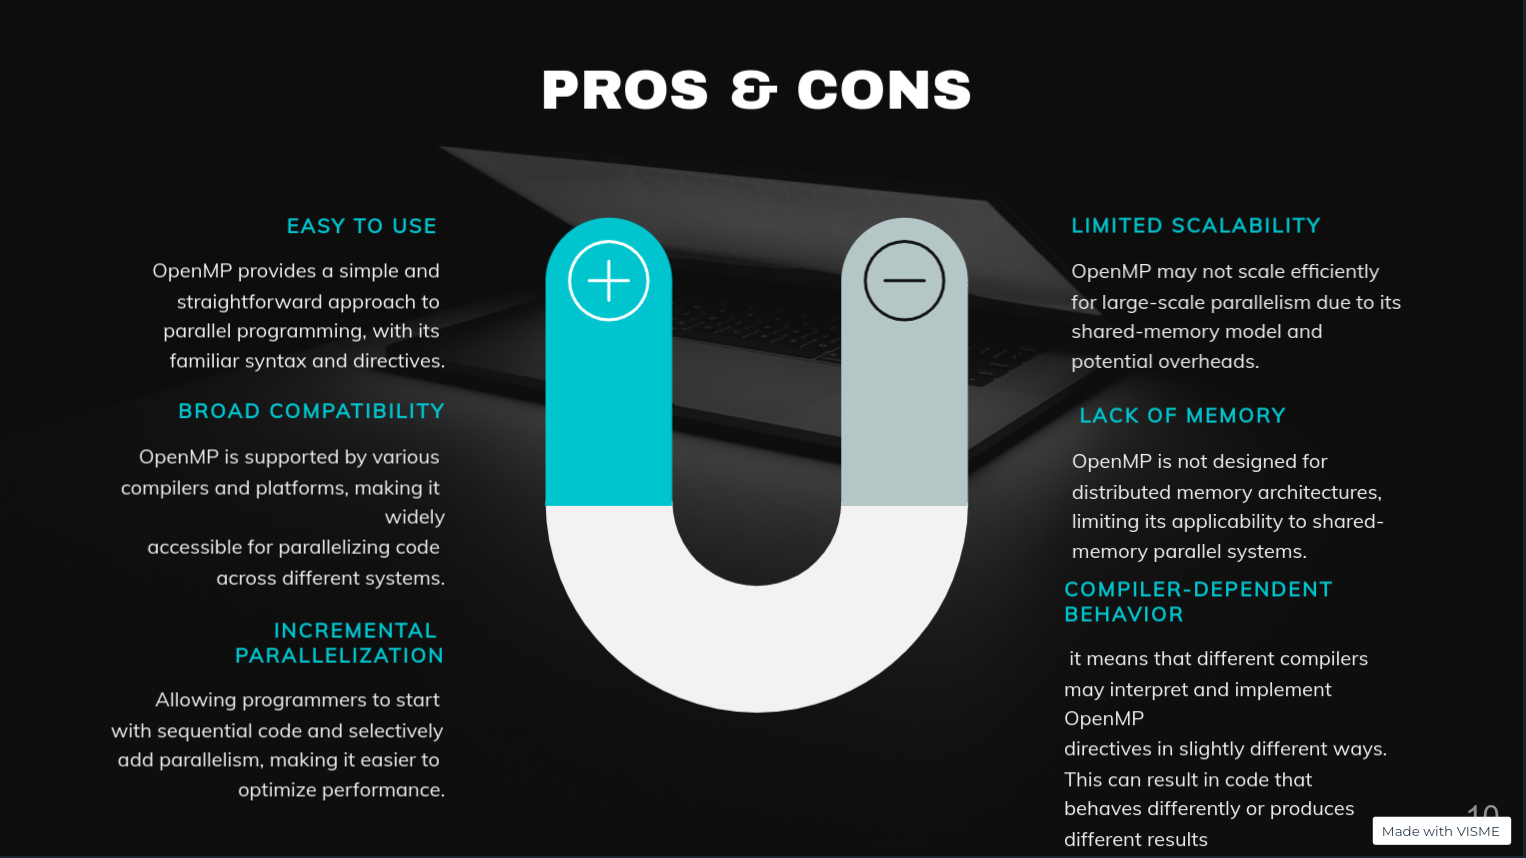 PROS & CONS
EASY TO USE
OpenMP provides a simple and
straightforward approach to
parallel programming, with its
familiar syntax and directives.
BROAD COMPATIBILITY
OpenMP is supported by various
compilers and platforms, making it
widely
accessible for parallelizing code
across different systems.
INCREMENTAL
PARALLELIZATION
Allowing programmers to start
with sequential code and selectively
add parallelism, making it easier to
optimize performance.
LIMITED SCALABILITY
OpenMP may not scale efficiently
for large-scale parallelism due to its
shared-memory model and
potential overheads.
LACK OF MEMORY
OpenMP is not designed for
distributed memory architectures,
limiting its applicability to shared-
memory parallel systems.
COMPILER-DEPENDENT
BEHAVIOR
it means that different compilers
may interpret and implement
OpenMP
directives in slightly different ways.
This can result in code that
behaves differently or produces
different results
10
Made with VISME